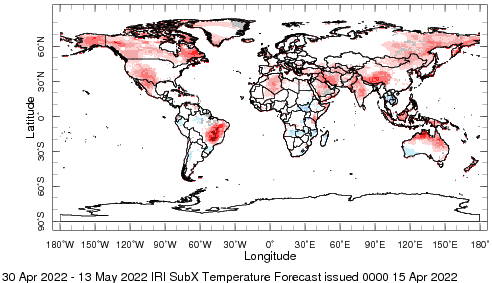 60°N
30°N
0°
30°S
60°S
90°S
Latitude
180°W 150°W 120°W 90°W 60°W 30°W 0° 30°E 60°E 90°E 120°E 150°E 180°
Longitude
30 Apr 2022 - 13 May 2022 IRI SubX Temperature Forecast issued 0000 15 Apr 2022